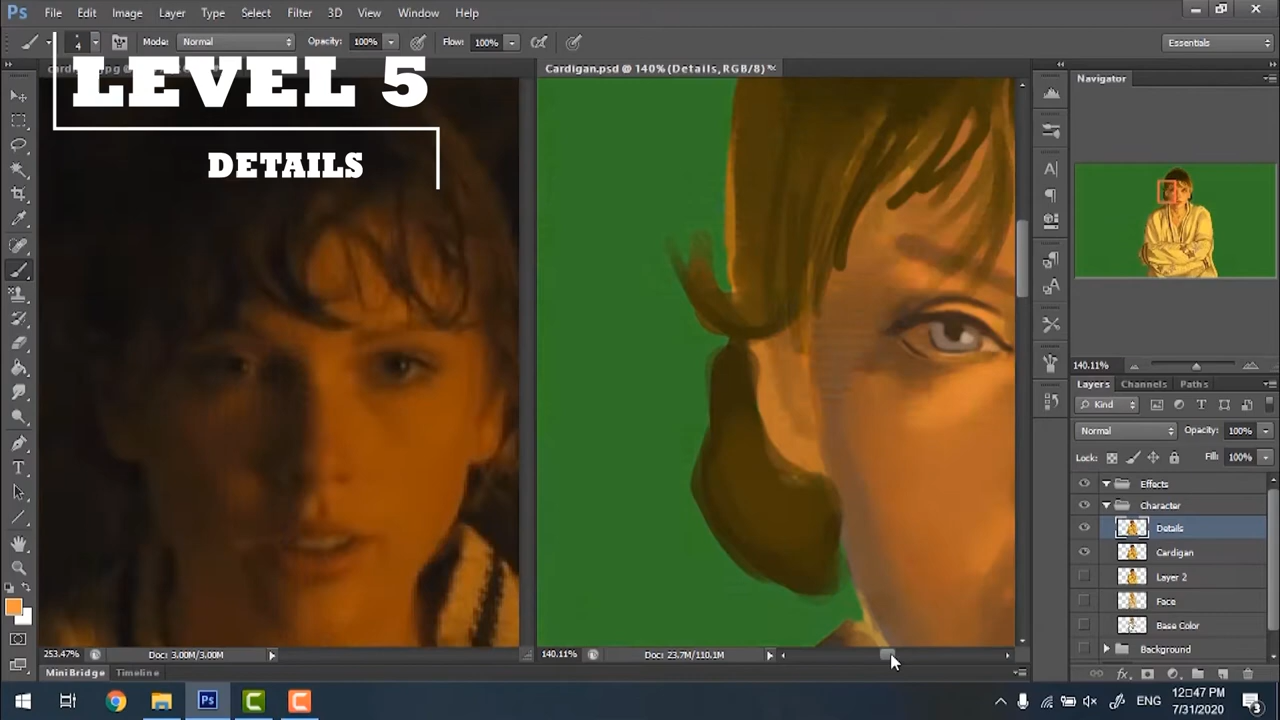 Ps File Edit Image Layer Type Select Filter 3D View Window Help
4 Mode: Normal Opacity: 100% Flow: 100% Essentials
Cardigan.psd @ 140% (Details, RGB/8) *
LEVEL 5
DETAILS
Navigator
140.11%
Layers Channels Paths
Kind
Normal Opacity: 100%
Lock: Fill: 100%
Effects
Character
Details
Cardigan
Layer 2
Face
Base Color
Background
253.47% Doc: 3.00M/3.00M
140.11% Doc: 23.7M/110.1M
Mini Bridge Timeline
ENG
12:47 PM
7/31/2020
3